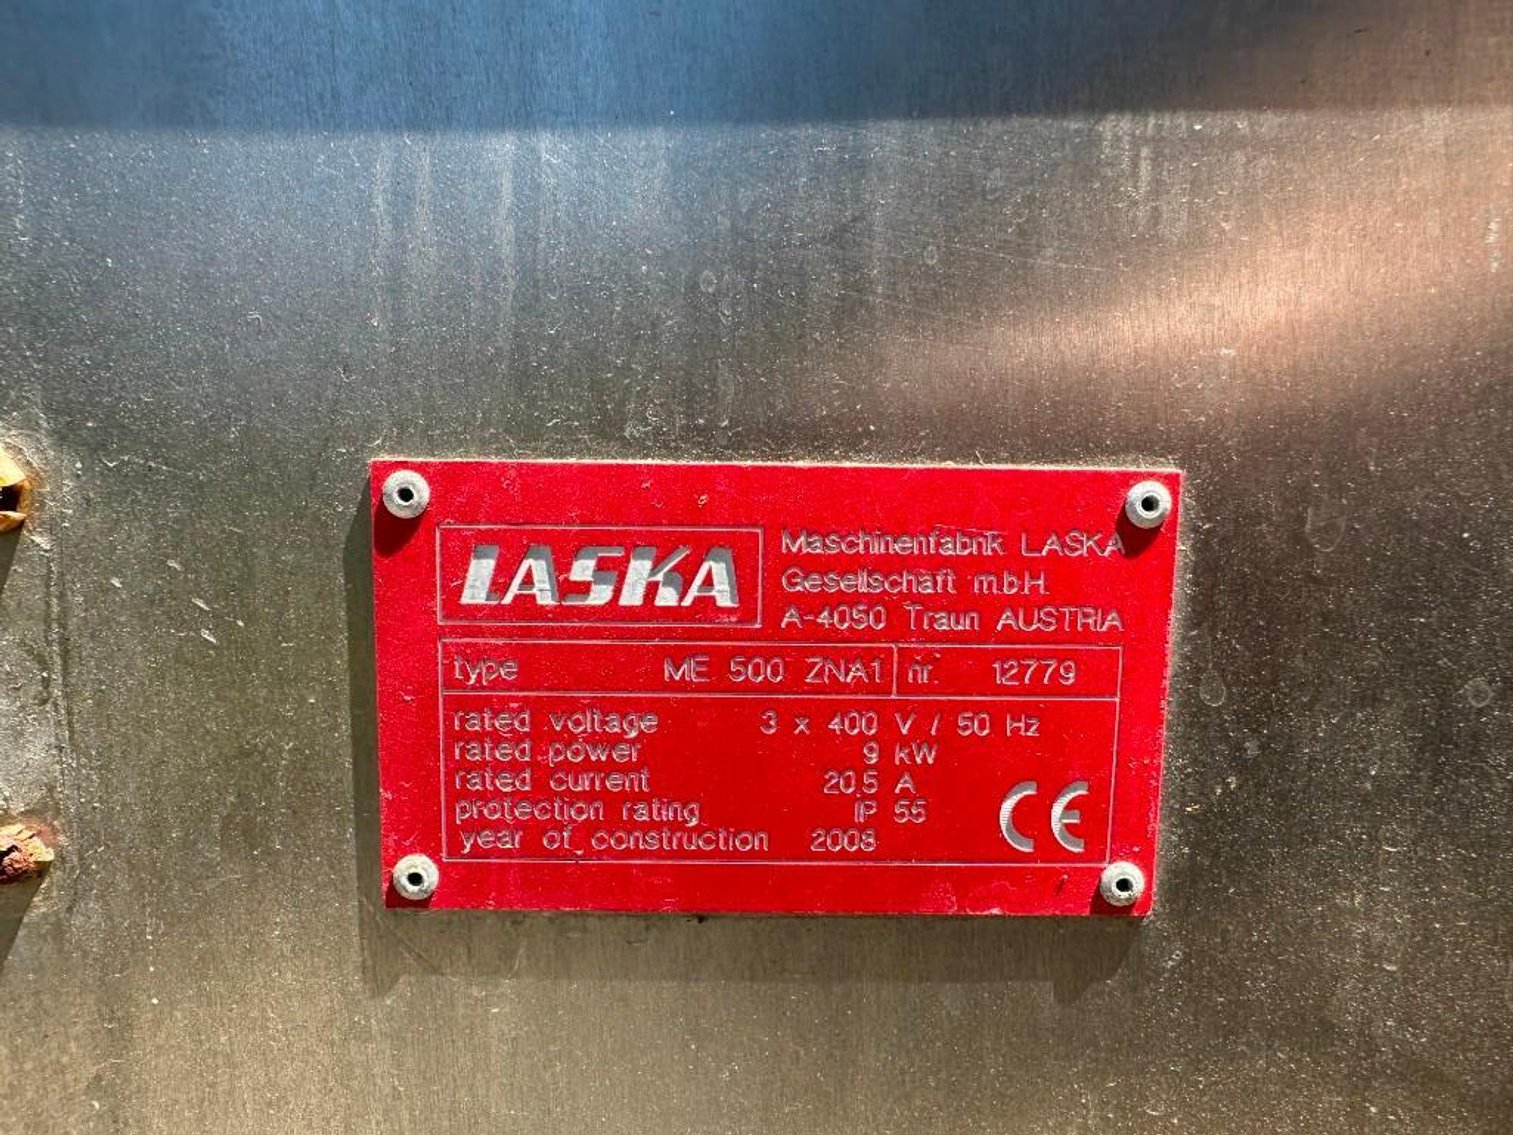 LASKA
Maschinenfabrik LASKA
Gesellschaft m.b.H.
A-4050 Traun AUSTRIA
type ME 500 ZNA1 nr. 12779
rated voltage 3 x 400 V / 50 Hz
rated power 9 kW
rated current 20.5 A
protection rating IP 55
year of construction 2008
CE